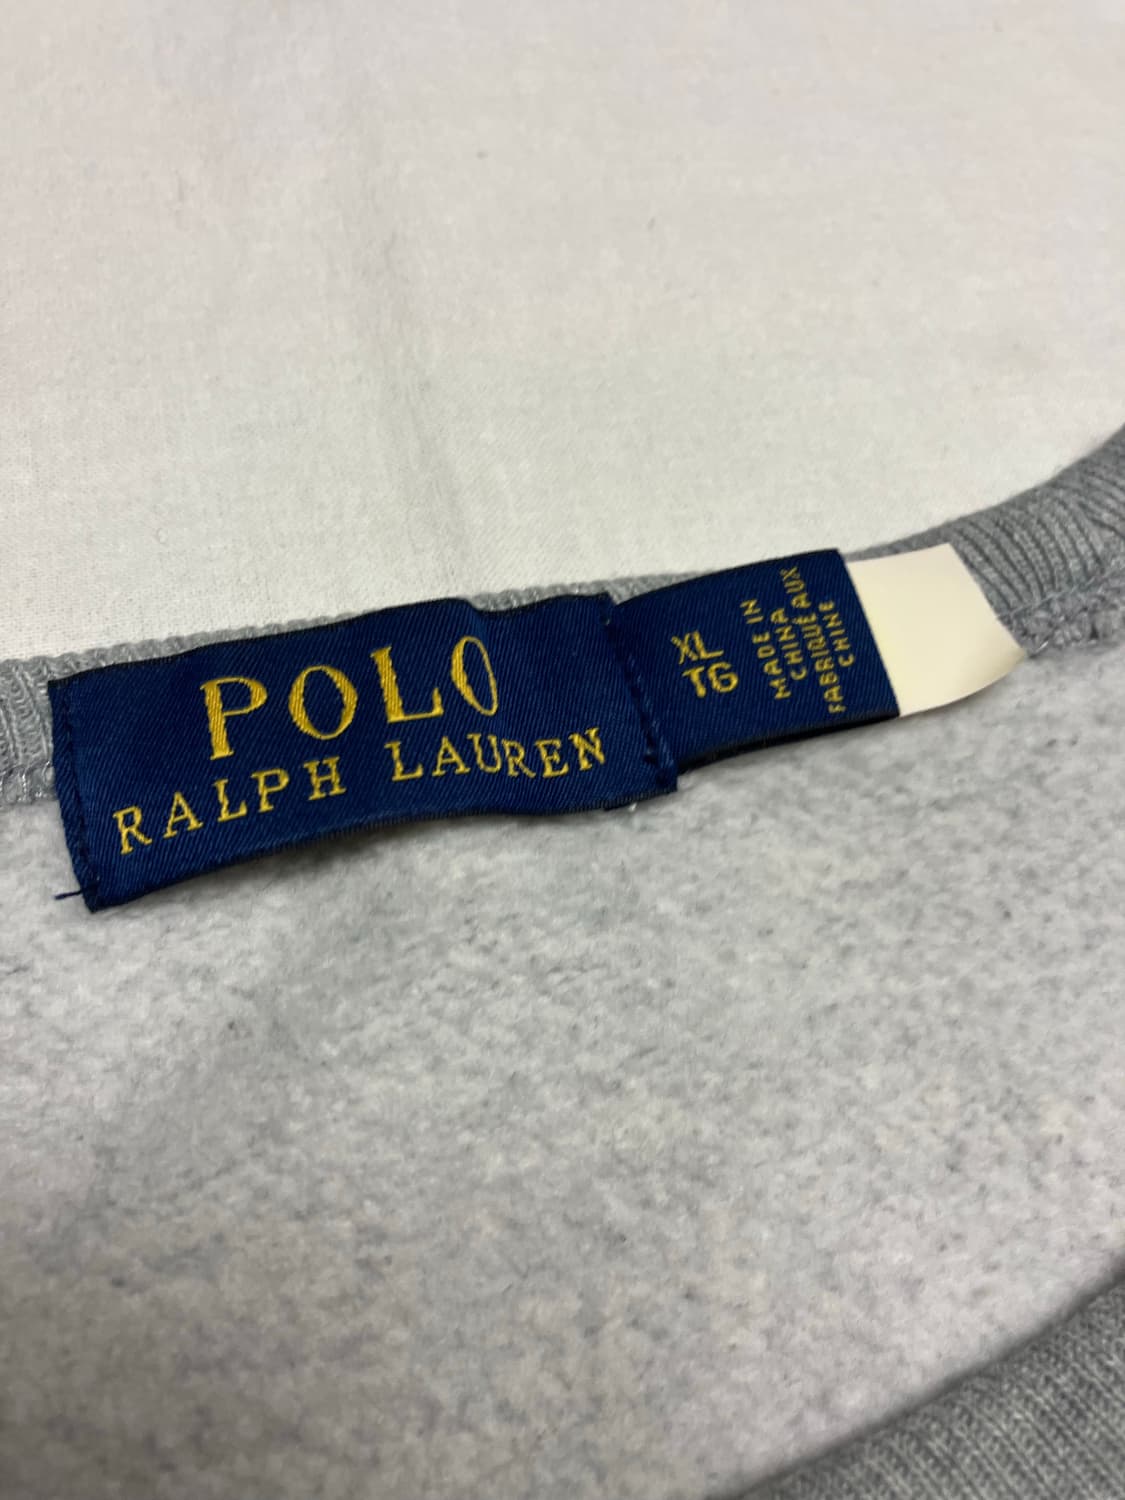 POLO
RALPH LAUREN
XL
TG
MADE IN
CHINA
FABRIQUÉ AUX
CHINE